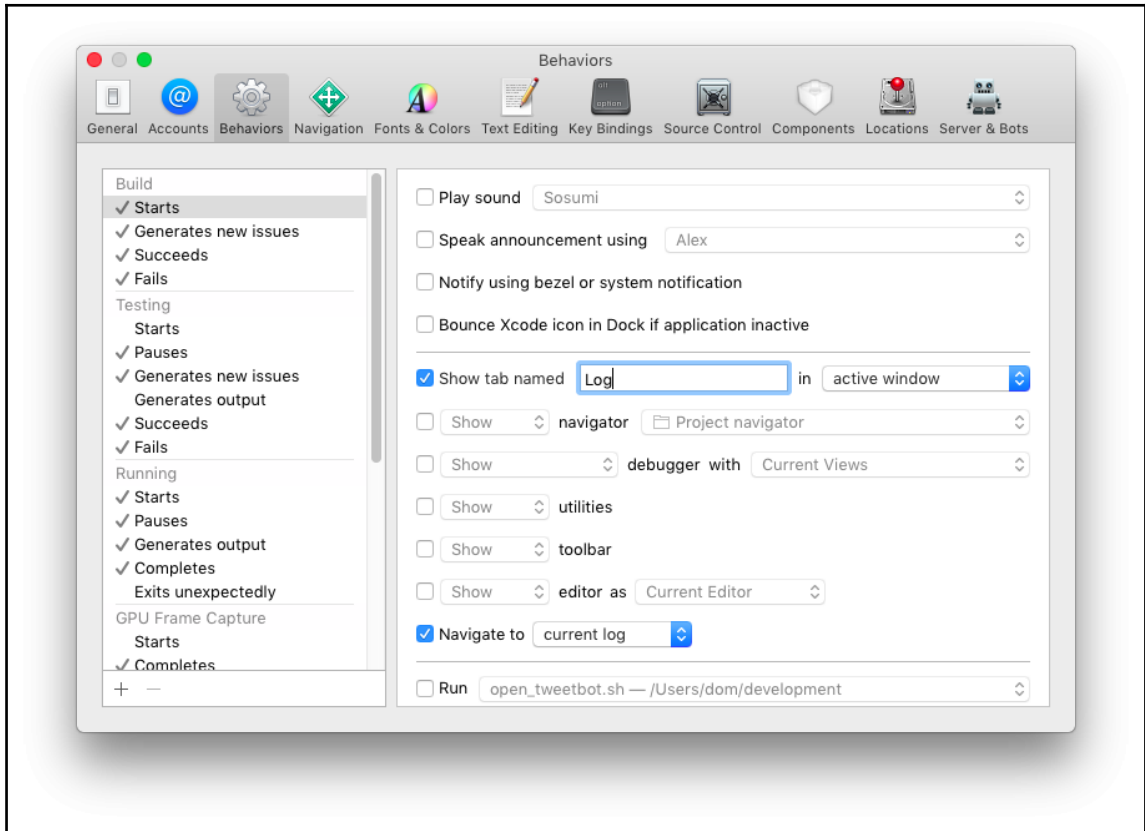 Behaviors
General Accounts Behaviors Navigation Fonts & Colors Text Editing Key Bindings Source Control Components Locations Server & Bots
alt
option
Build
✓ Starts
✓ Generates new issues
✓ Succeeds
✓ Fails
Testing
Starts
✓ Pauses
✓ Generates new issues
Generates output
✓ Succeeds
✓ Fails
Running
✓ Starts
✓ Pauses
✓ Generates output
✓ Completes
Exits unexpectedly
GPU Frame Capture
Starts
✓ Completes
Play sound Sosumi
Speak announcement using Alex
Notify using bezel or system notification
Bounce Xcode icon in Dock if application inactive
Show tab named Log in active window
Show navigator Project navigator
Show debugger with Current Views
Show utilities
Show toolbar
Show editor as Current Editor
Navigate to current log
Run open_tweetbot.sh — /Users/dom/development